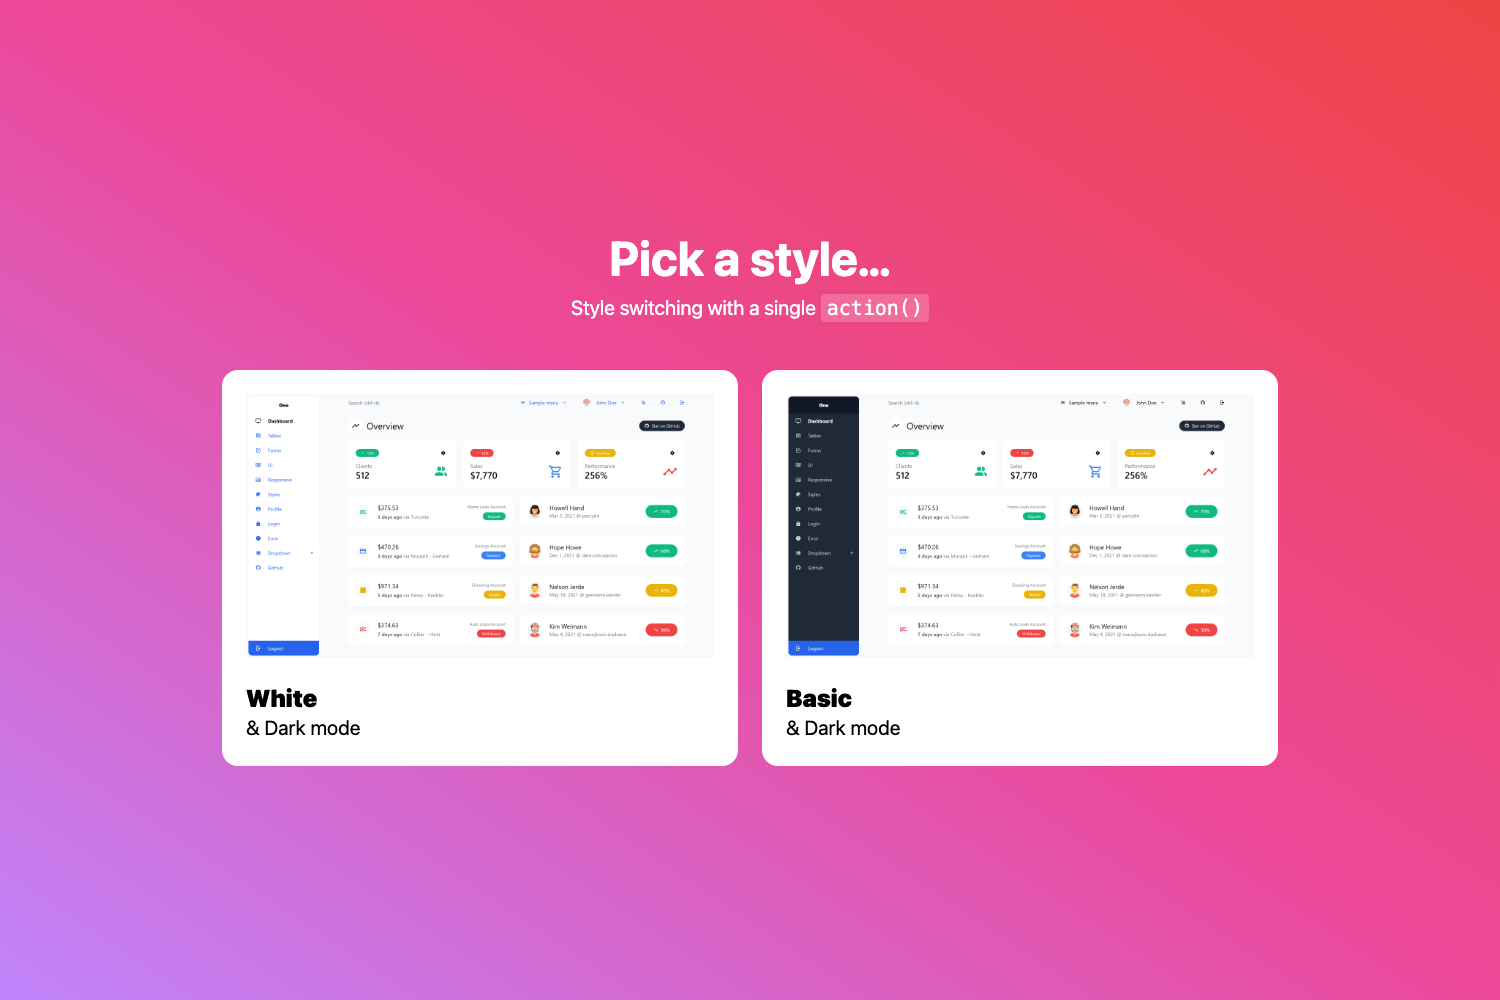 Pick a style...
Style switching with a single action()
One
Dashboard
Tables
Forms
UI
Responsive
Styles
Profile
Login
Error
Dropdown +
GitHub
Logout
Search (ctrl+k)
Sample menu
John Doe
Overview
Star on GitHub
12%
Clients
512
12%
Sales
$7,770
Overflow
Performance
256%
$375.53
3 days ago via Turcotte
Home Loan Account
Deposit
$470.26
3 days ago via Murazik - Graham
Savings Account
Payment
$971.34
5 days ago via Fahey - Keebler
Checking Account
Invoice
$374.63
7 days ago via Collier - Hintz
Auto Loan Account
Withdrawal
Howell Hand
Mar 3, 2021 @ percy64
70%
Hope Howe
Dec 1, 2021 @ dare.concepcion
68%
Nelson Jerde
May 18, 2021 @ geovanni.kessler
49%
Kim Weimann
May 4, 2021 @ macejkovic.dashawn
38%
White
& Dark mode
One
Dashboard
Tables
Forms
UI
Responsive
Styles
Profile
Login
Error
Dropdown +
GitHub
Logout
Search (ctrl+k)
Sample menu
John Doe
Overview
Star on GitHub
12%
Clients
512
12%
Sales
$7,770
Overflow
Performance
256%
$375.53
3 days ago via Turcotte
Home Loan Account
Deposit
$470.26
3 days ago via Murazik - Graham
Savings Account
Payment
$971.34
5 days ago via Fahey - Keebler
Checking Account
Invoice
$374.63
7 days ago via Collier - Hintz
Auto Loan Account
Withdrawal
Howell Hand
Mar 3, 2021 @ percy64
70%
Hope Howe
Dec 1, 2021 @ dare.concepcion
68%
Nelson Jerde
May 18, 2021 @ geovanni.kessler
49%
Kim Weimann
May 4, 2021 @ macejkovic.dashawn
38%
Basic
& Dark mode